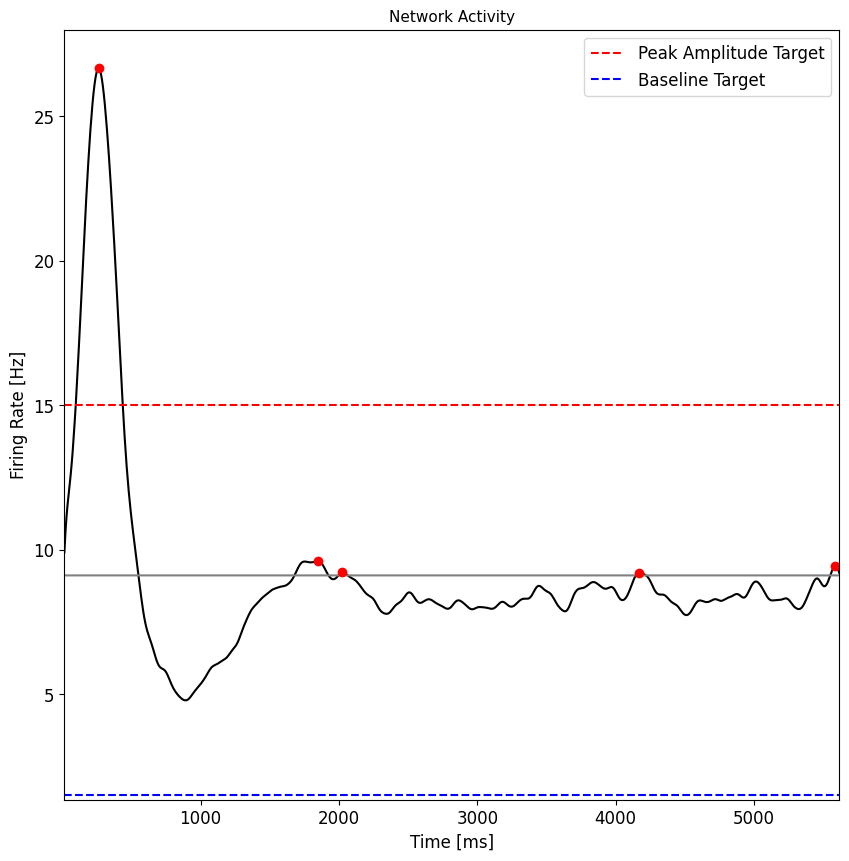 Network Activity
Peak Amplitude Target
Baseline Target
Firing Rate [Hz]
25
20
15
10
5
1000 2000 3000 4000 5000
Time [ms]